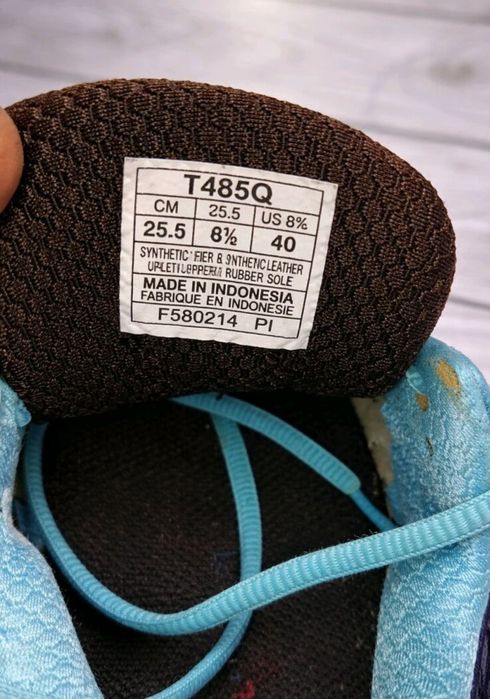 T485Q
CM 25.5 US 8½
25.5 8½ 40
SYNTHETIC FIER & SYNTHETIC LEATHER
RUBBER SOLE
MADE IN INDONESIA
FABRIQUE EN INDONESIE
F580214 PI